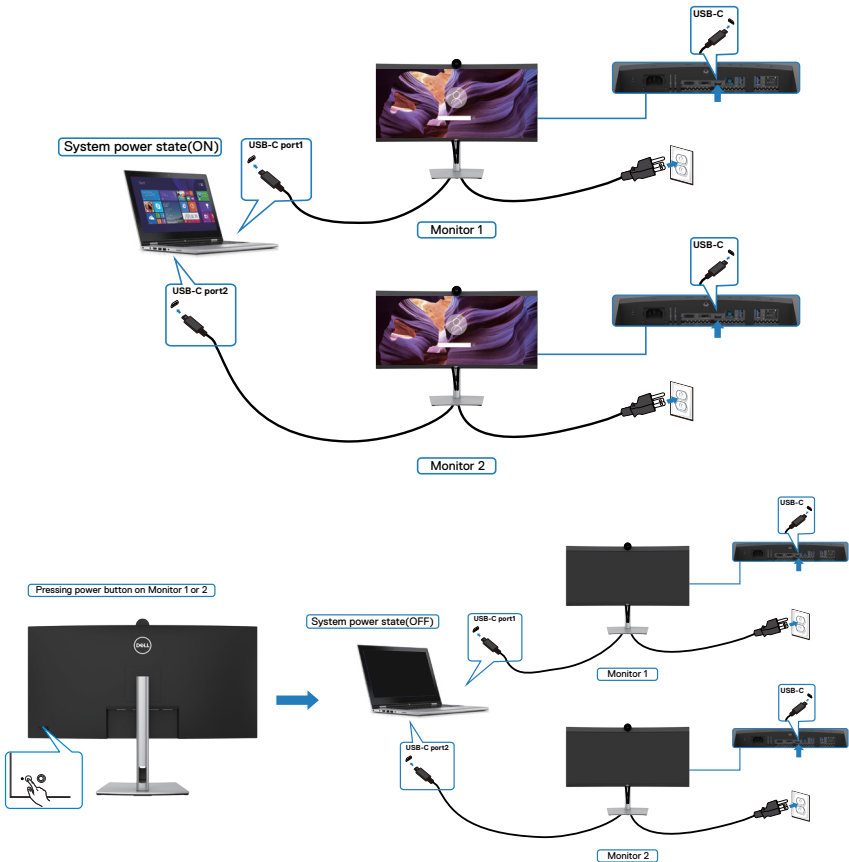 USB-C
System power state(ON)
USB-C port1
Monitor 1
USB-C
USB-C port2
Monitor 2
USB-C
Pressing power button on Monitor 1 or 2
System power state(OFF)
USB-C port1
DELL
Monitor 1
USB-C
USB-C port2
Monitor 2